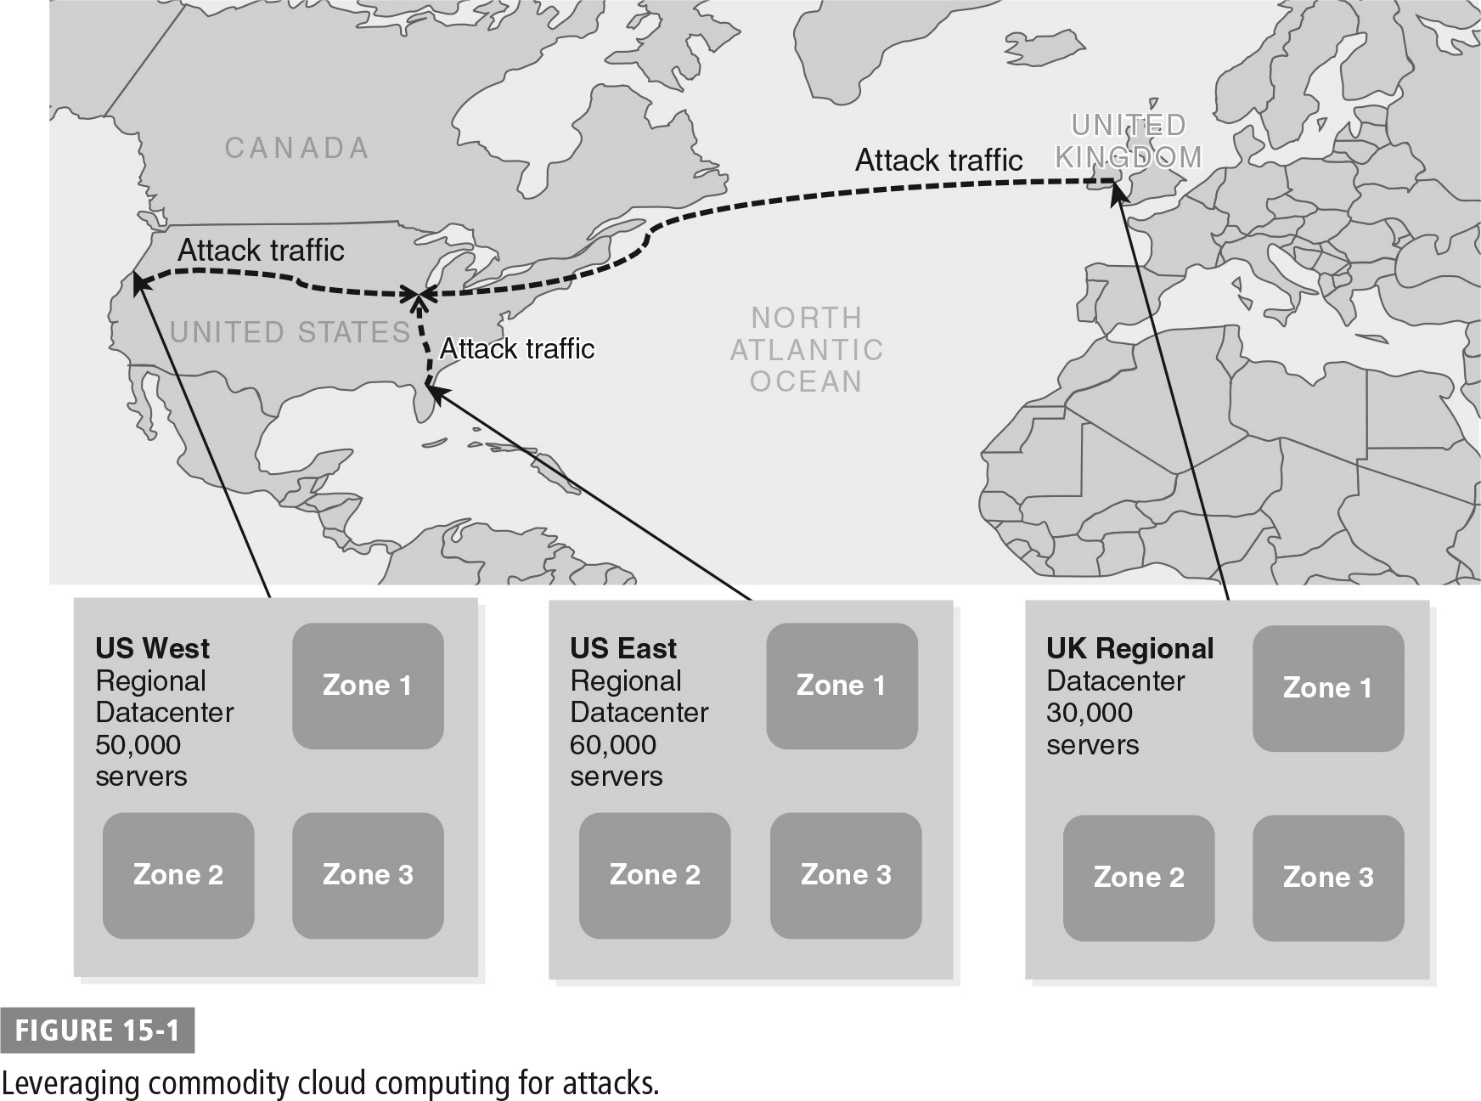 CANADA
UNITED
KINGDOM
Attack traffic
Attack traffic
UNITED STATES
Attack traffic
NORTH
ATLANTIC
OCEAN
US West
Regional
Datacenter
50,000
servers
Zone 1
Zone 2
Zone 3
US East
Regional
Datacenter
60,000
servers
Zone 1
Zone 2
Zone 3
UK Regional
Datacenter
30,000
servers
Zone 1
Zone 2
Zone 3
FIGURE 15-1
Leveraging commodity cloud computing for attacks.